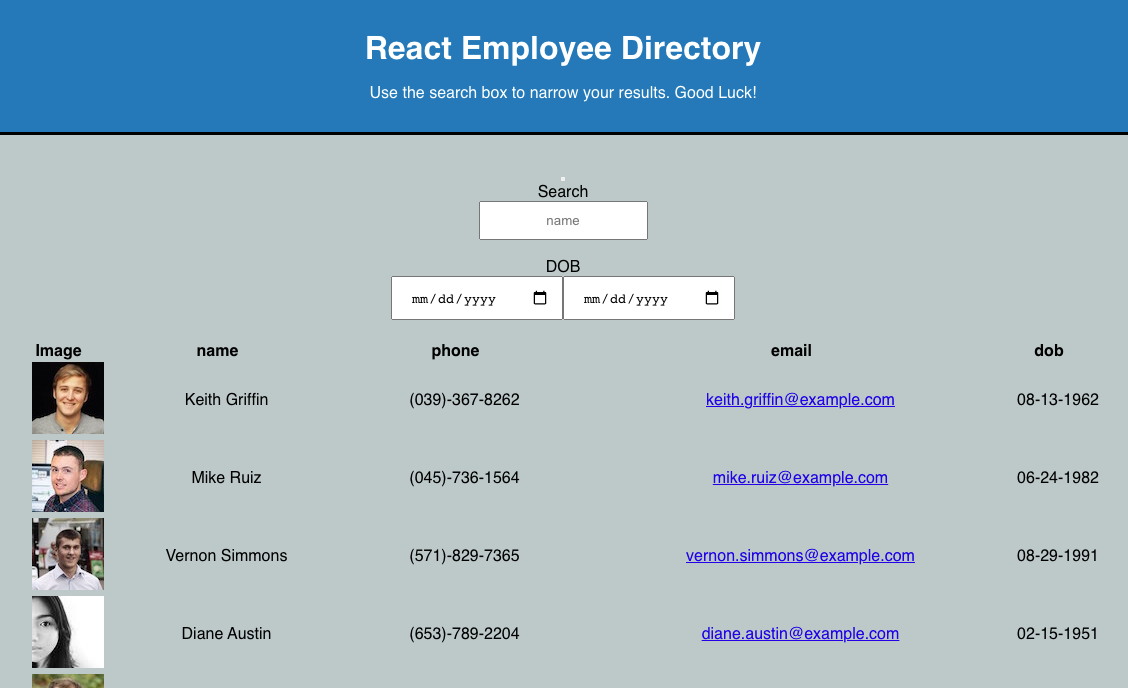 React Employee Directory
Use the search box to narrow your results. Good Luck!
Search
name
DOB
mm/dd/yyyy mm/dd/yyyy
Image name phone email dob
Keith Griffin (039)-367-8262 keith.griffin@example.com 08-13-1962
Mike Ruiz (045)-736-1564 mike.ruiz@example.com 06-24-1982
Vernon Simmons (571)-829-7365 vernon.simmons@example.com 08-29-1991
Diane Austin (653)-789-2204 diane.austin@example.com 02-15-1951